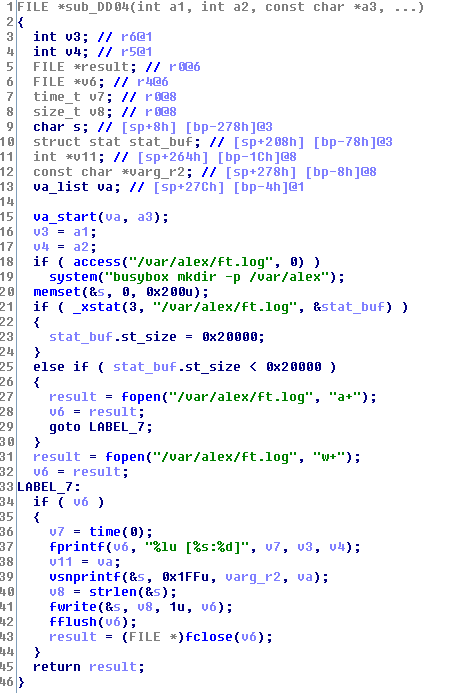 1 FILE *sub_DD04(int a1, int a2, const char *a3, ...)
2 {
3   int v3; // r6@1
4   int v4; // r5@1
5   FILE *result; // r0@6
6   FILE *v6; // r4@6
7   time_t v7; // r0@8
8   size_t v8; // r0@8
9   char s; // [sp+8h] [bp-278h]@3
10   struct stat stat_buf; // [sp+208h] [bp-78h]@3
11   int *v11; // [sp+264h] [bp-1Ch]@8
12   const char *varg_r2; // [sp+278h] [bp-8h]@8
13   va_list va; // [sp+27Ch] [bp-4h]@1
14
15   va_start(va, a3);
16   v3 = a1;
17   v4 = a2;
18   if ( access("/var/alex/ft.log", 0) )
19     system("busybox mkdir -p /var/alex");
20   memset(&s, 0, 0x200u);
21   if ( _xstat(3, "/var/alex/ft.log", &stat_buf) )
22   {
23     stat_buf.st_size = 0x20000;
24   }
25   else if ( stat_buf.st_size < 0x20000 )
26   {
27     result = fopen("/var/alex/ft.log", "a+");
28     v6 = result;
29     goto LABEL_7;
30   }
31   result = fopen("/var/alex/ft.log", "w+");
32   v6 = result;
33 LABEL_7:
34   if ( v6 )
35   {
36     v7 = time(0);
37     fprintf(v6, "%lu [%s:%d]", v7, v3, v4);
38     v11 = va;
39     vsnprintf(&s, 0x1FFu, varg_r2, va);
40     v8 = strlen(&s);
41     fwrite(&s, v8, 1u, v6);
42     fflush(v6);
43     result = (FILE *)fclose(v6);
44   }
45   return result;
46 }